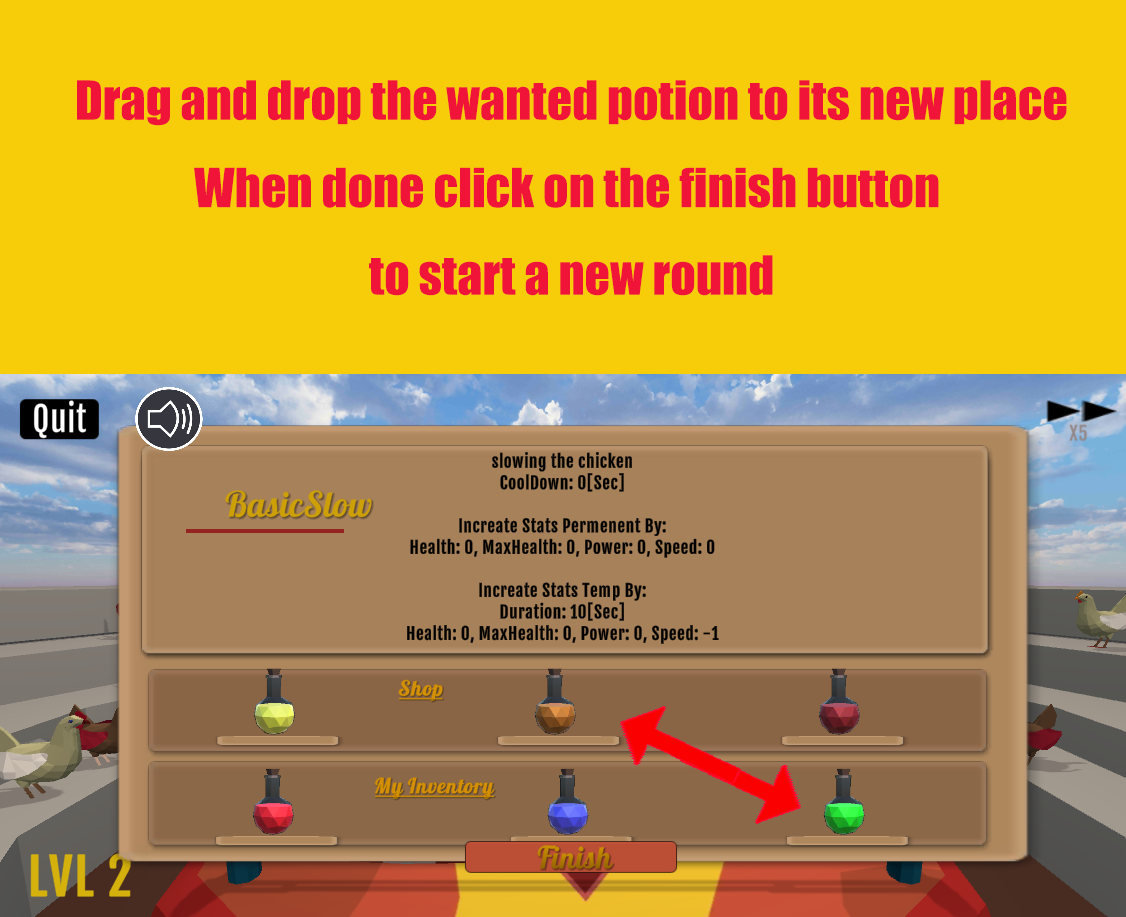 Drag and drop the wanted potion to its new place
When done click on the finish button
to start a new round
Quit
X5
slowing the chicken
CoolDown: 0[Sec]
BasicSlow
Increate Stats Permenent By:
Health: 0, MaxHealth: 0, Power: 0, Speed: 0
Increate Stats Temp By:
Duration: 10[Sec]
Health: 0, MaxHealth: 0, Power: 0, Speed: -1
Shop
My Inventory
Finish
LVL 2